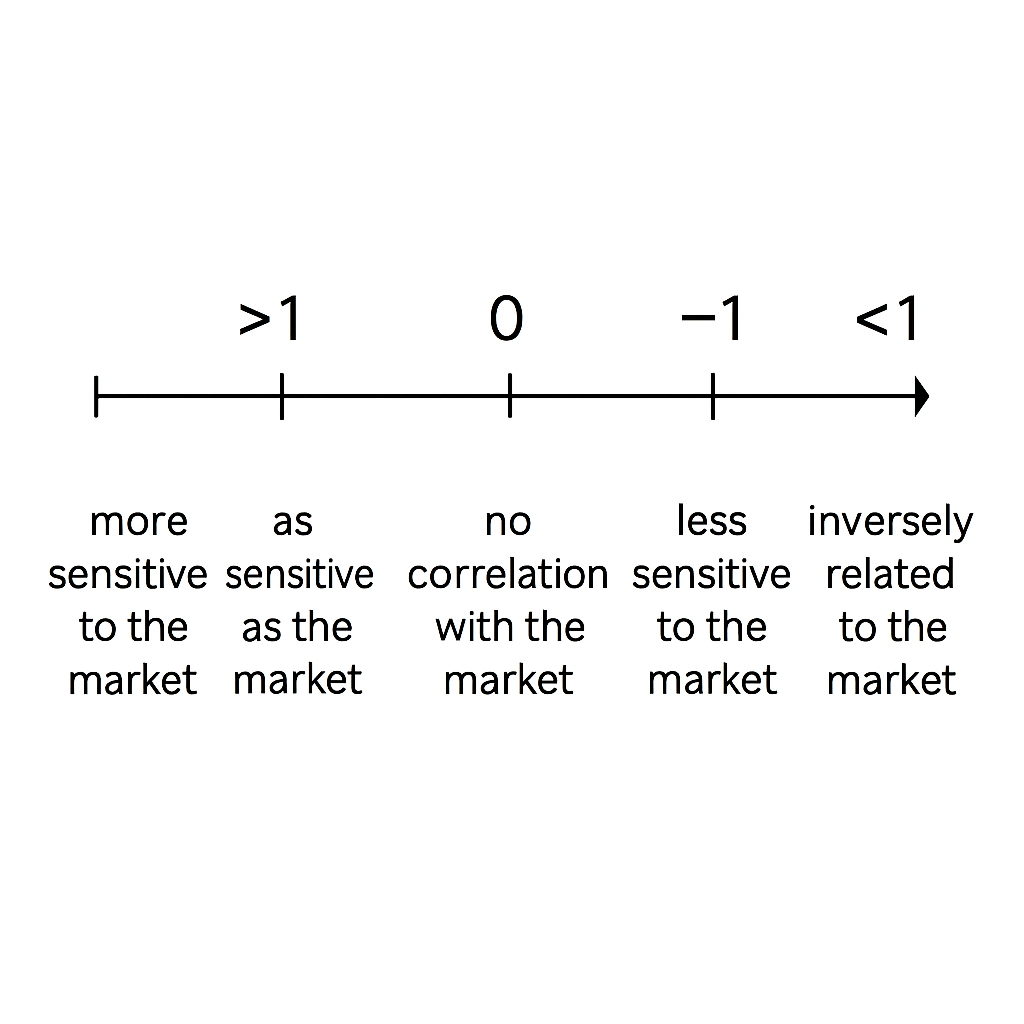 >1 0 −1 <1
more as no less inversely
sensitive sensitive correlation sensitive related
to the as the with the to the to the
market market market market market